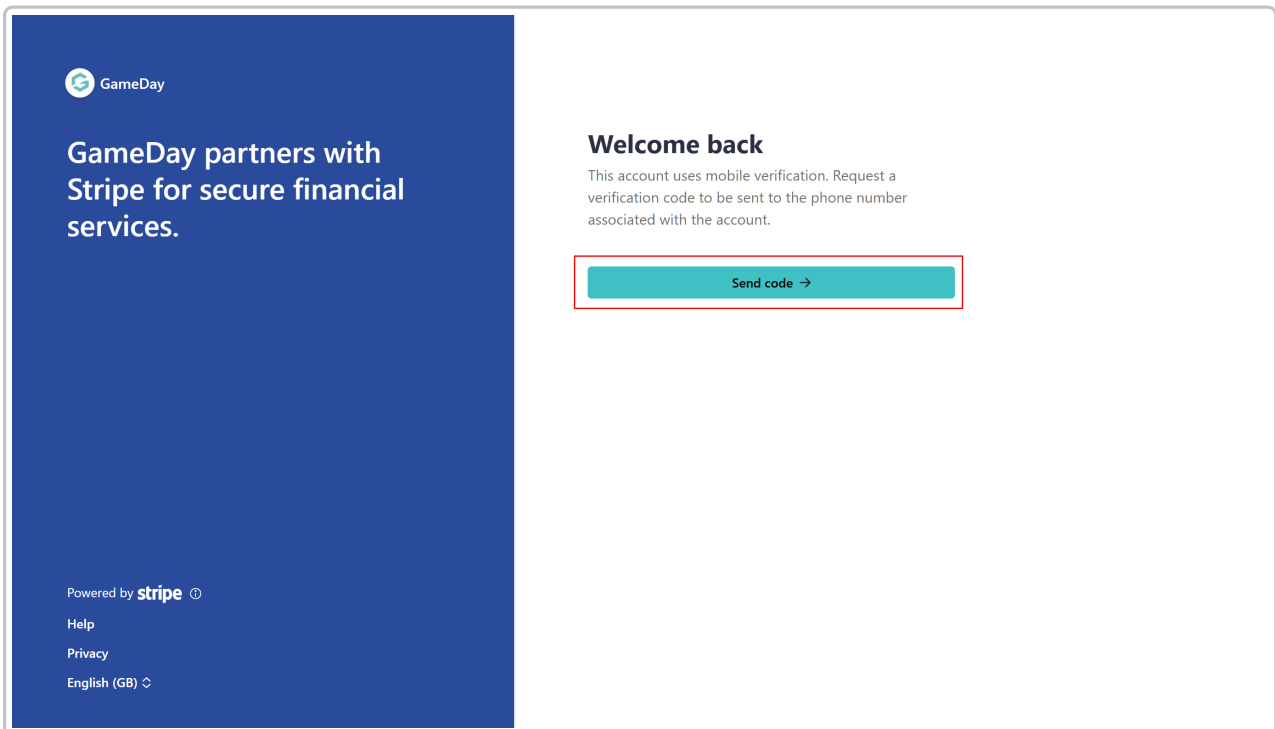 GameDay
GameDay partners with
Stripe for secure financial
services.
Powered by stripe
Help
Privacy
English (GB)
Welcome back
This account uses mobile verification. Request a
verification code to be sent to the phone number
associated with the account.
Send code →